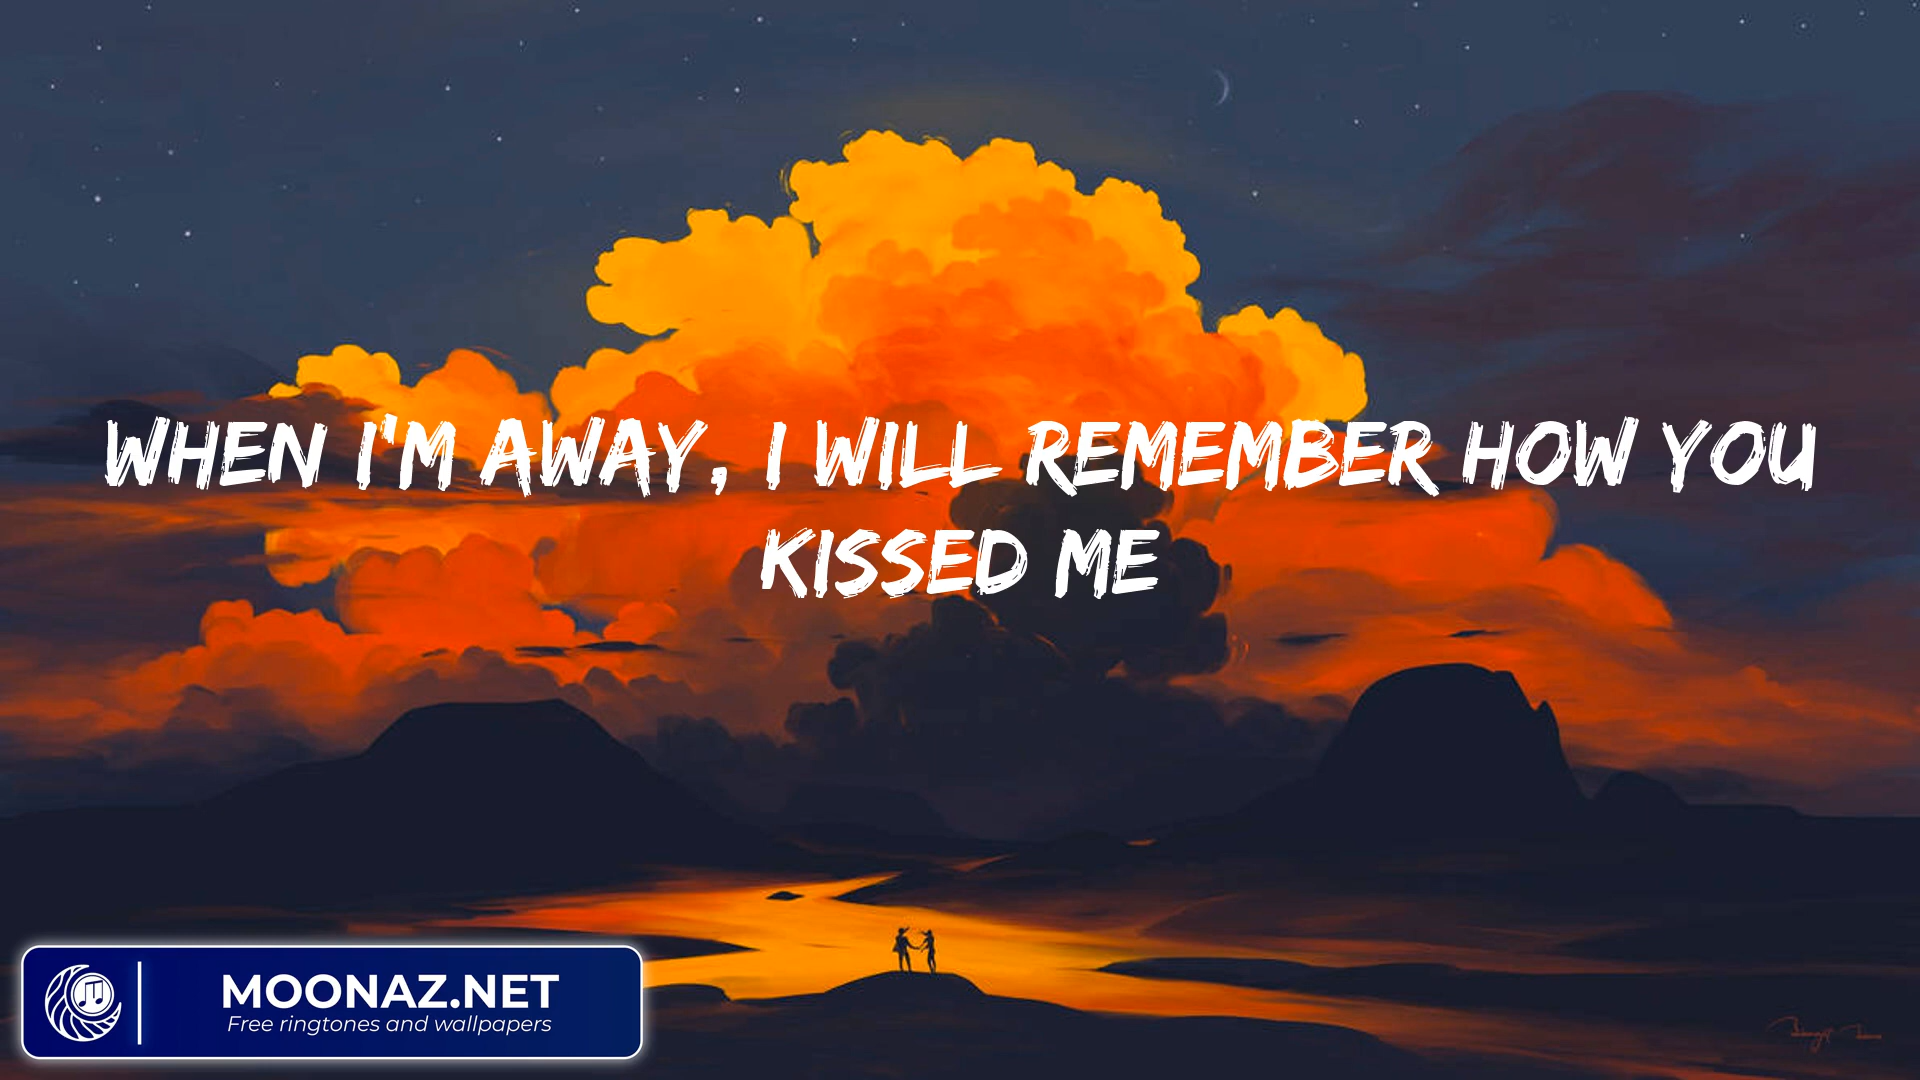 WHEN I'M AWAY, I WILL REMEMBER HOW YOU
KISSED ME
MOONAZ.NET
Free ringtones and wallpapers